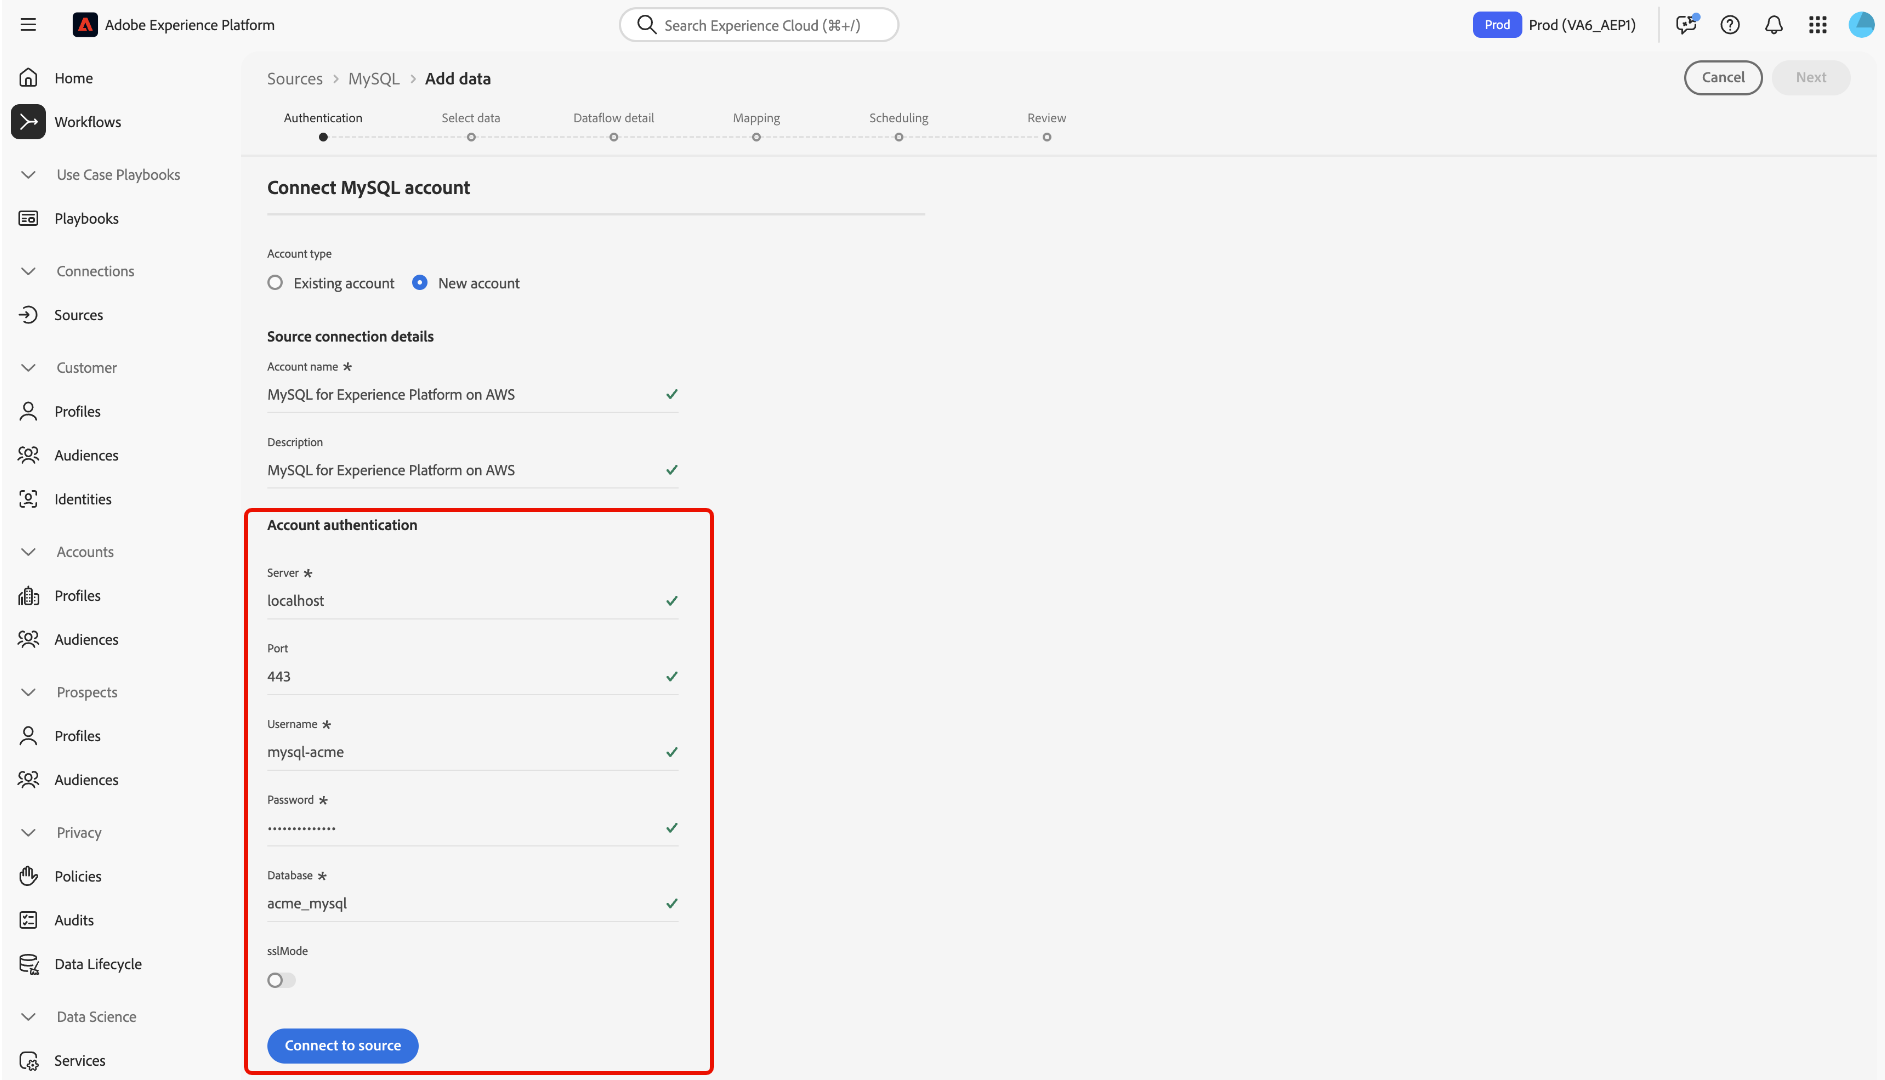 Adobe Experience Platform
Search Experience Cloud (⌘+/)
Prod
Prod (VA6_AEP1)
Home
Workflows
Use Case Playbooks
Playbooks
Connections
Sources
Customer
Profiles
Audiences
Identities
Accounts
Profiles
Audiences
Prospects
Profiles
Audiences
Privacy
Policies
Audits
Data Lifecycle
Data Science
Services
Sources > MySQL > Add data
Cancel
Next
Authentication
Select data
Dataflow detail
Mapping
Scheduling
Review
Connect MySQL account
Account type
Existing account
New account
Source connection details
Account name *
MySQL for Experience Platform on AWS
Description
MySQL for Experience Platform on AWS
Account authentication
Server *
localhost
Port
443
Username *
mysql-acme
Password *
••••••••••••••
Database *
acme_mysql
sslMode
Connect to source